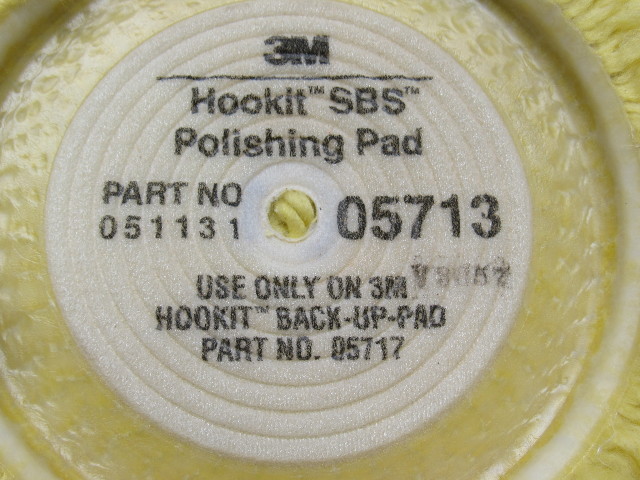 3M
Hookit™ SBS™
Polishing Pad
PART NO
051131
05713
USE ONLY ON 3M
HOOKIT™ BACK-UP-PAD
PART NO. 05717